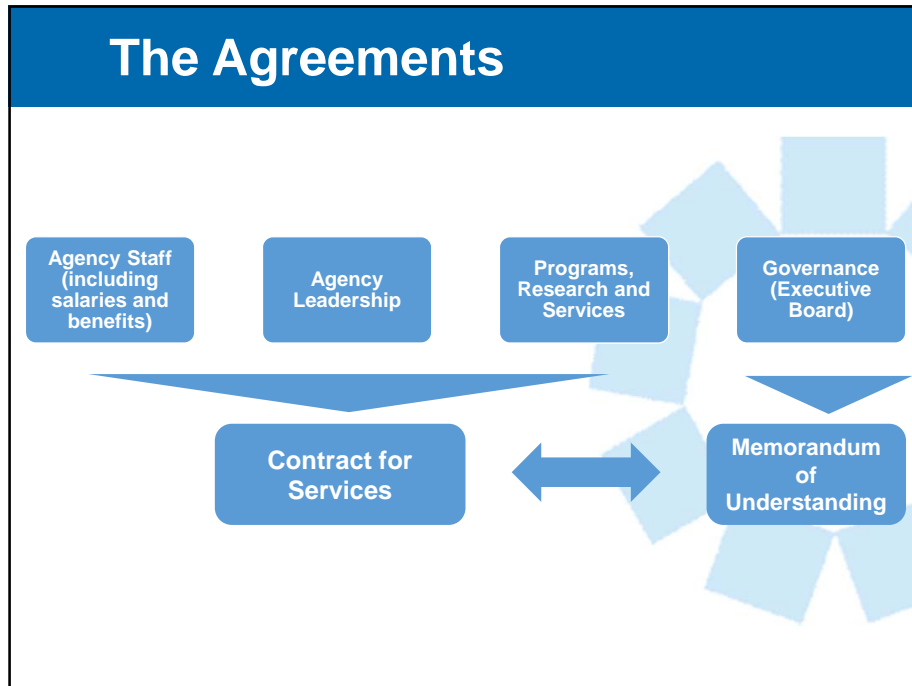 The Agreements
Agency Staff
(including
salaries and
benefits)
Agency
Leadership
Programs,
Research and
Services
Governance
(Executive
Board)
Contract for
Services
Memorandum
of
Understanding